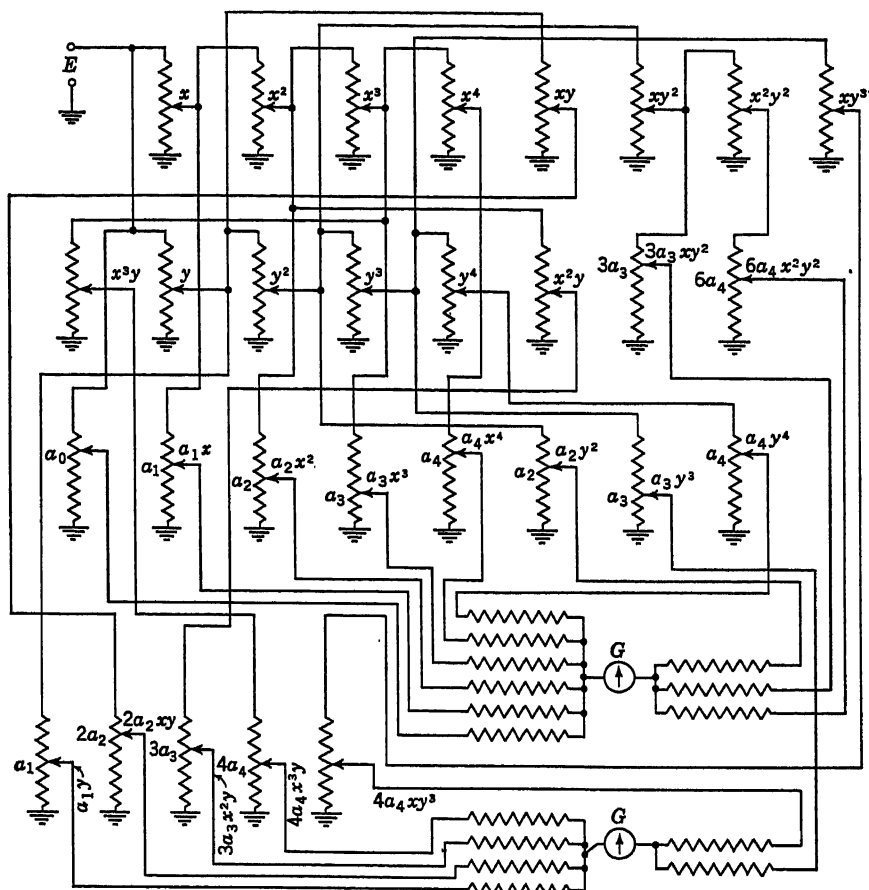 E
x
x²
x³
x⁴
xy
xy²
x²y²
xy³
x³y
y
y²
y³
y⁴
x²y
3a₃
3a₃xy²
6a₄
6a₄x²y²
a₀
a₁
a₁x
a₂
a₂x²
a₃
a₃x³
a₄
a₄x⁴
a₂
a₂y²
a₃
a₃y³
a₄
a₄y⁴
G
a₁
a₁y
2a₂
2a₂xy
3a₃
3a₃x²y
4a₄
4a₄x³y
4a₄xy³
G